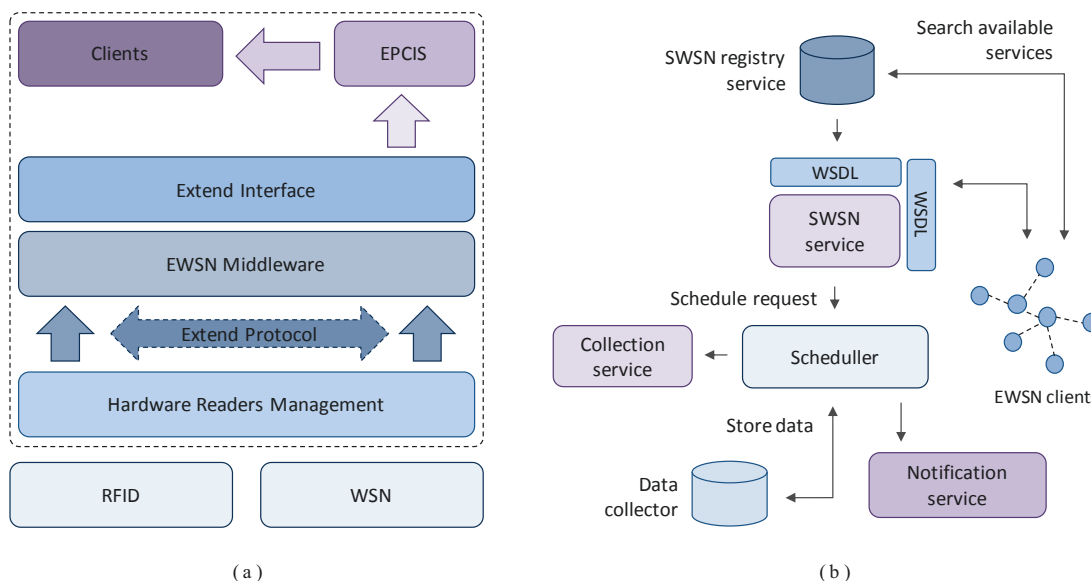 Clients
EPCIS
Extend Interface
EWSN Middleware
Extend Protocol
Hardware Readers Management
RFID
WSN
( a )
Search available
services
SWSN registry
service
WSDL
WSDL
SWSN
service
Schedule request
Collection
service
Scheduller
EWSN client
Store data
Data
collector
Notification
service
( b )